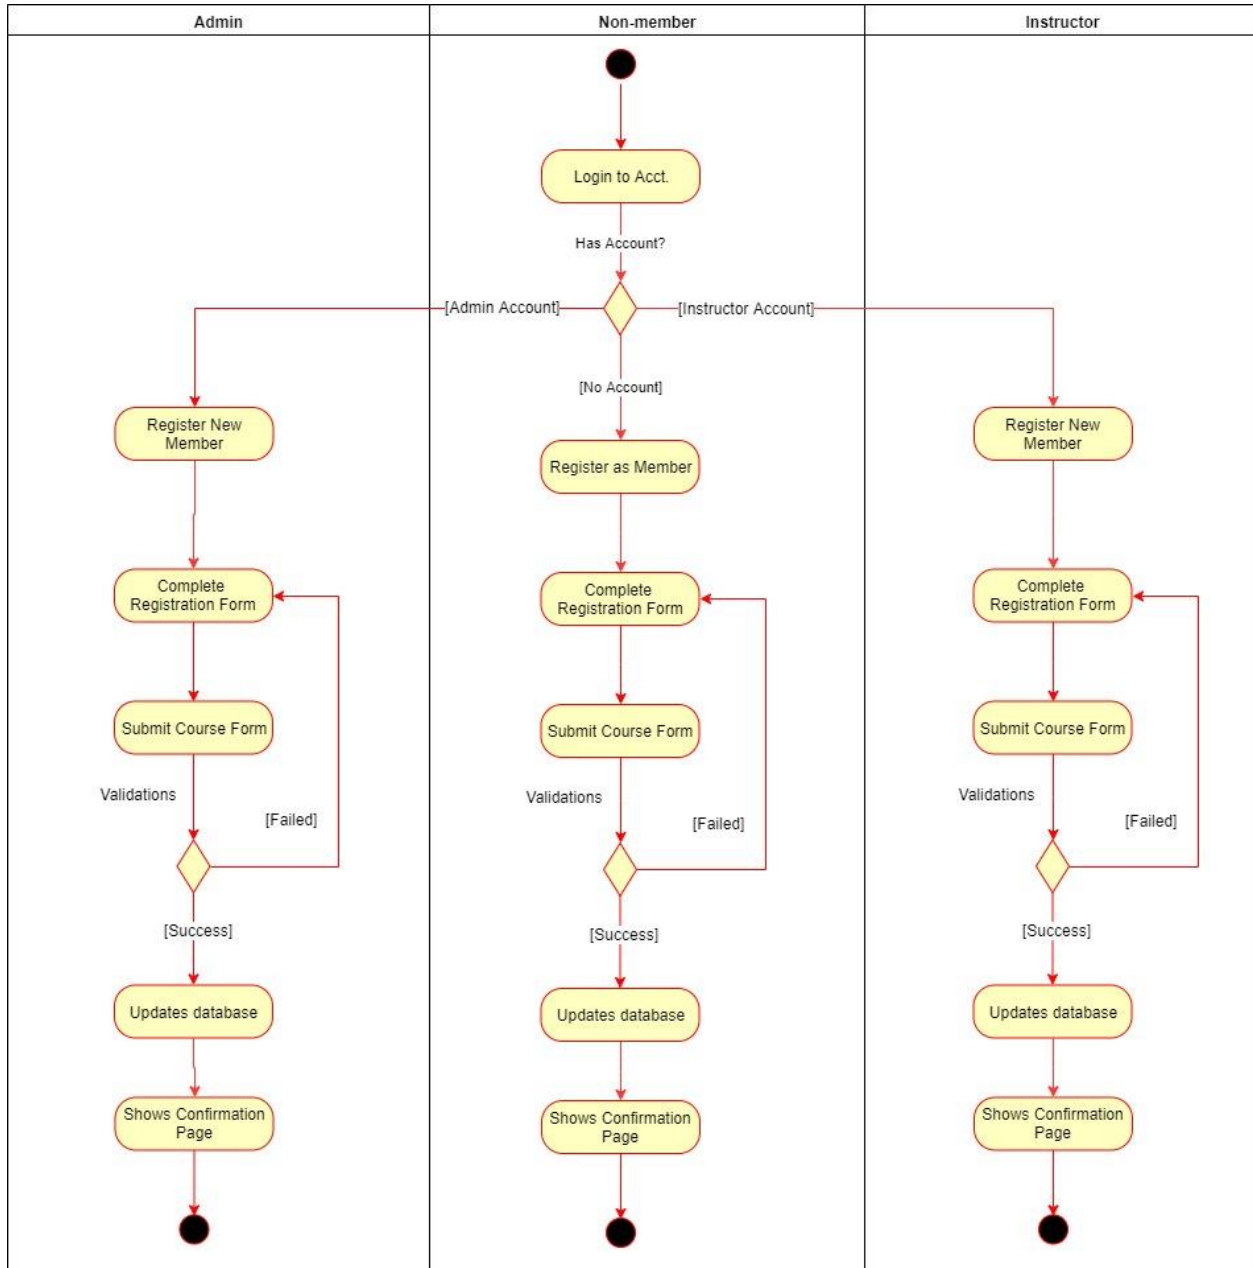 Admin
Non-member
Instructor
Login to Acct.
Has Account?
[Admin Account]
[Instructor Account]
[No Account]
Register New
Member
Register as Member
Register New
Member
Complete
Registration Form
Complete
Registration Form
Complete
Registration Form
Submit Course Form
Submit Course Form
Submit Course Form
Validations
[Failed]
Validations
[Failed]
Validations
[Failed]
[Success]
[Success]
[Success]
Updates database
Updates database
Updates database
Shows Confirmation
Page
Shows Confirmation
Page
Shows Confirmation
Page